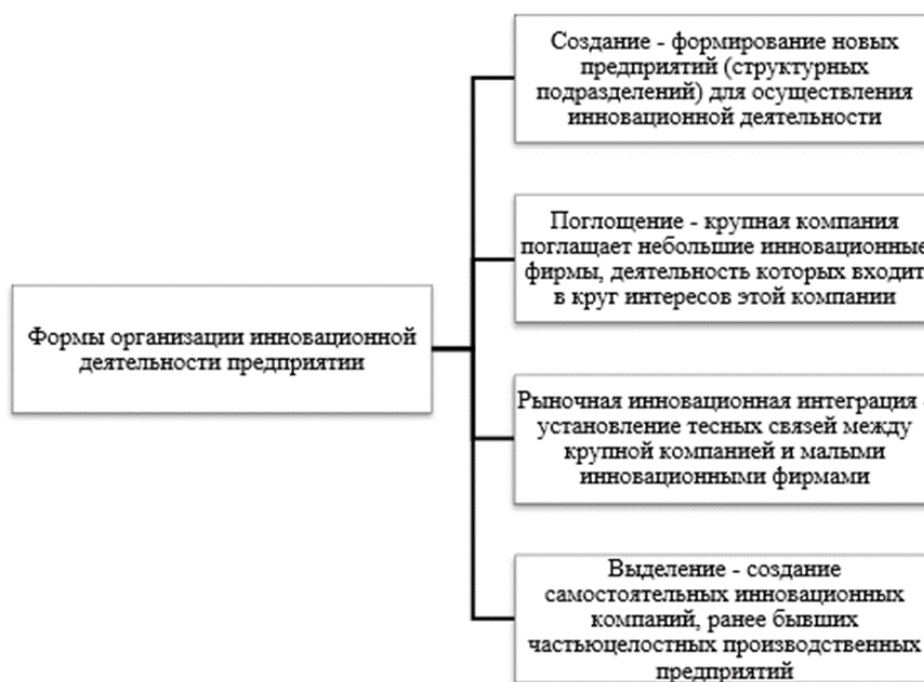 Формы организации инновационной
деятельности предприятии
Создание - формирование новых
предприятий (структурных
подразделений) для осуществления
инновационной деятельности
Поглощение - крупная компания
поглащает небольшие инновационные
фирмы, деятельность которых входит
в круг интересов этой компании
Рыночная инновационная интеграция -
установление тесных связей между
крупной компанией и малыми
инновационными фирмами
Выделение - создание
самостоятельных инновационных
компаний, ранее бывших
частьюцелостных производственных
предприятий